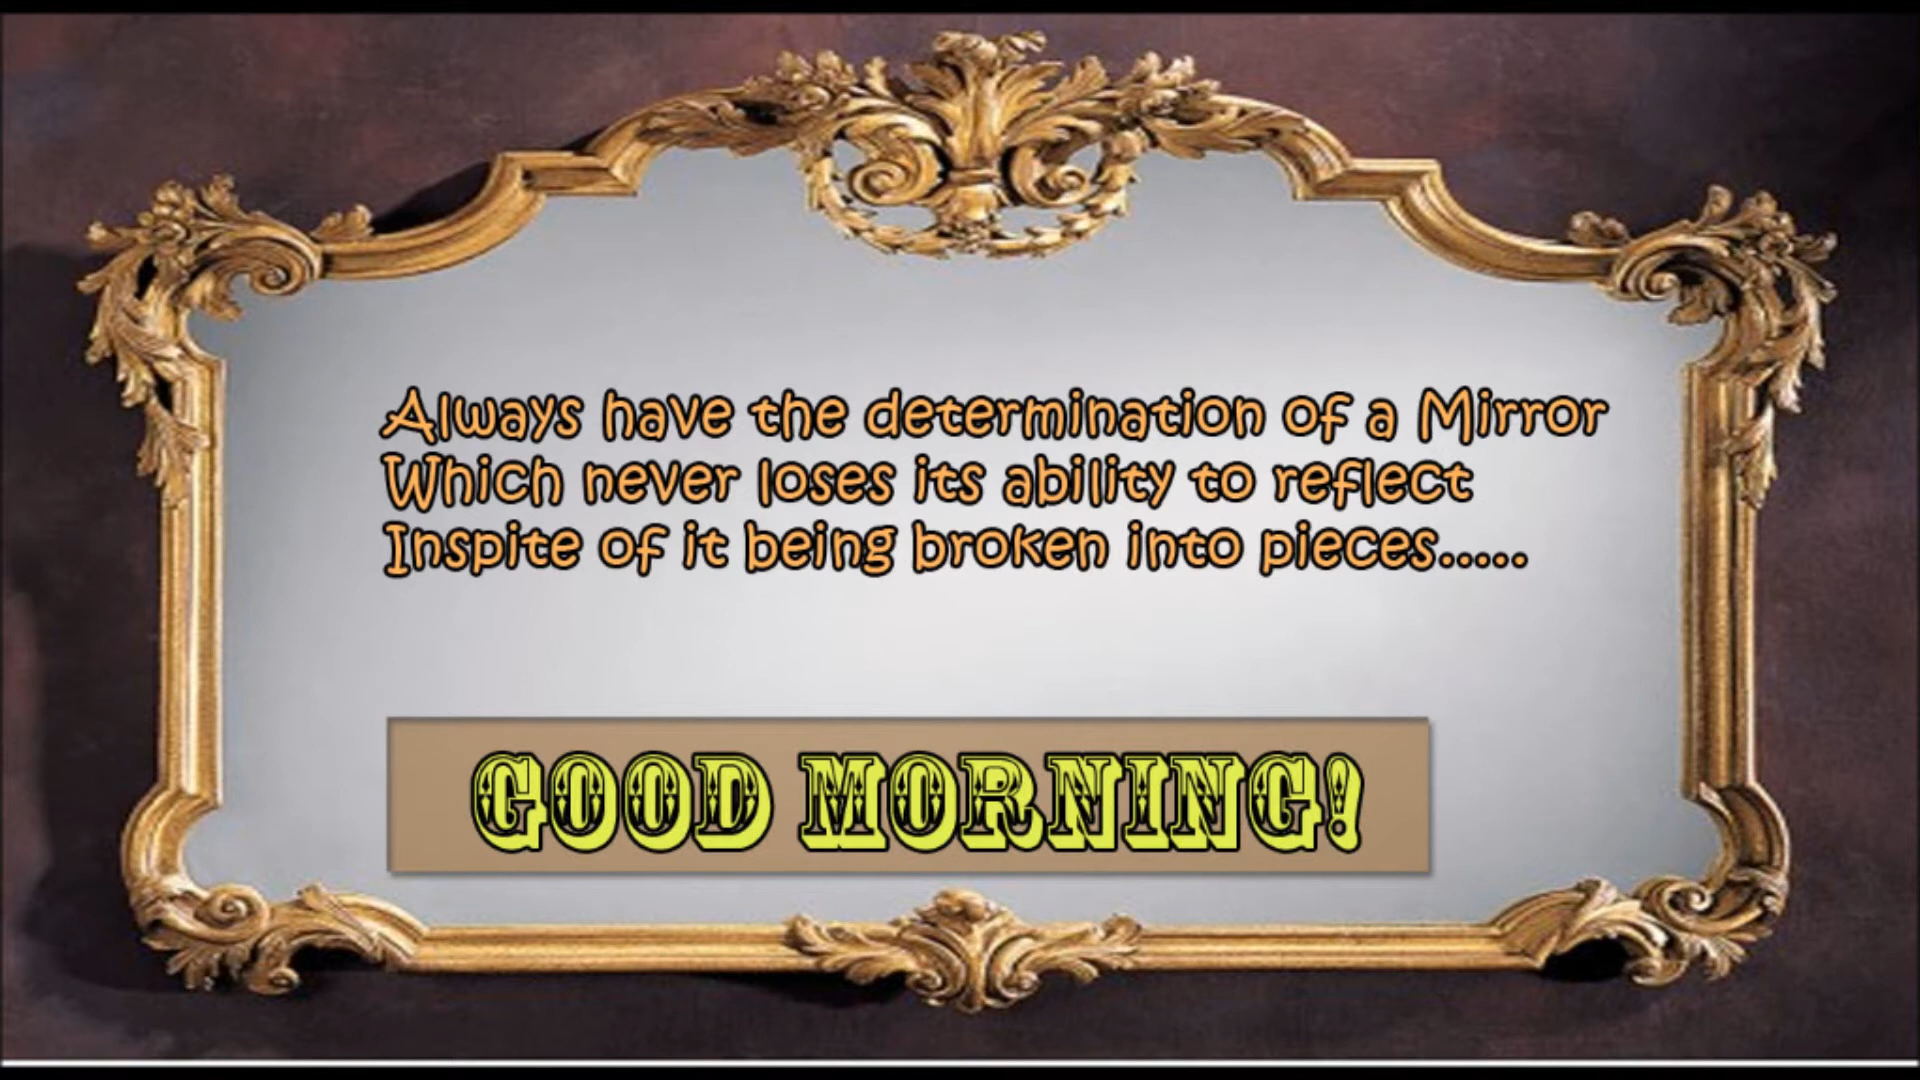 Always have the determination of a Mirror
Which never loses its ability to reflect
Inspite of it being broken into pieces.....
GOOD MORNING!